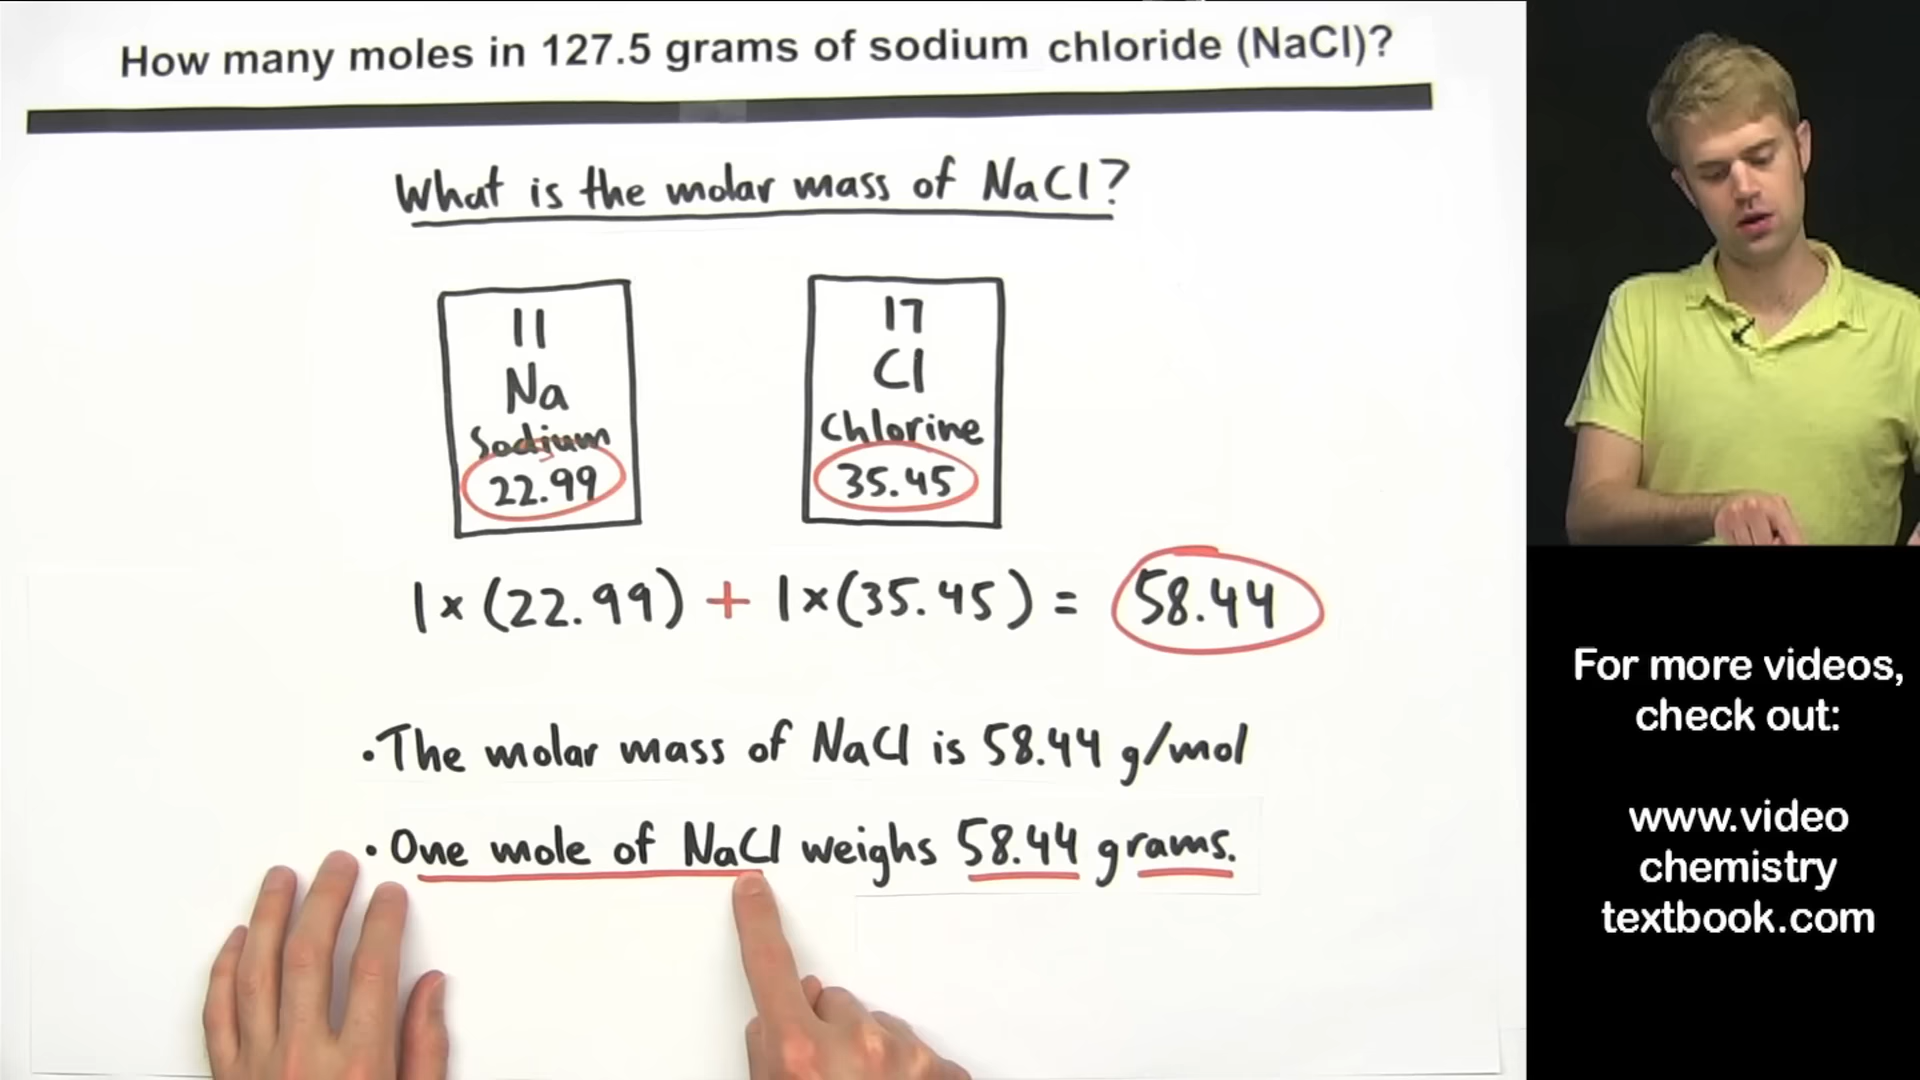 How many moles in 127.5 grams of sodium chloride (NaCl)?
What is the molar mass of NaCl?
11
Na
Sodium
22.99
17
Cl
Chlorine
35.45
1 × (22.99) + 1 × (35.45) = 58.44
• The molar mass of NaCl is 58.44 g/mol
• One mole of NaCl weighs 58.44 grams.
For more videos,
check out:
www.video
chemistry
textbook.com